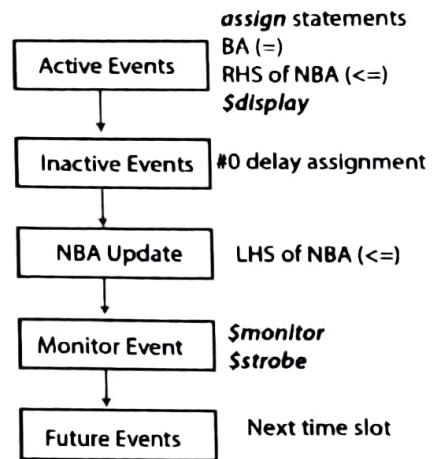 assign statements
BA (=)
Active Events
RHS of NBA (<=)
$display
Inactive Events
#0 delay assignment
NBA Update
LHS of NBA (<=)
$monitor
Monitor Event
$strobe
Future Events
Next time slot